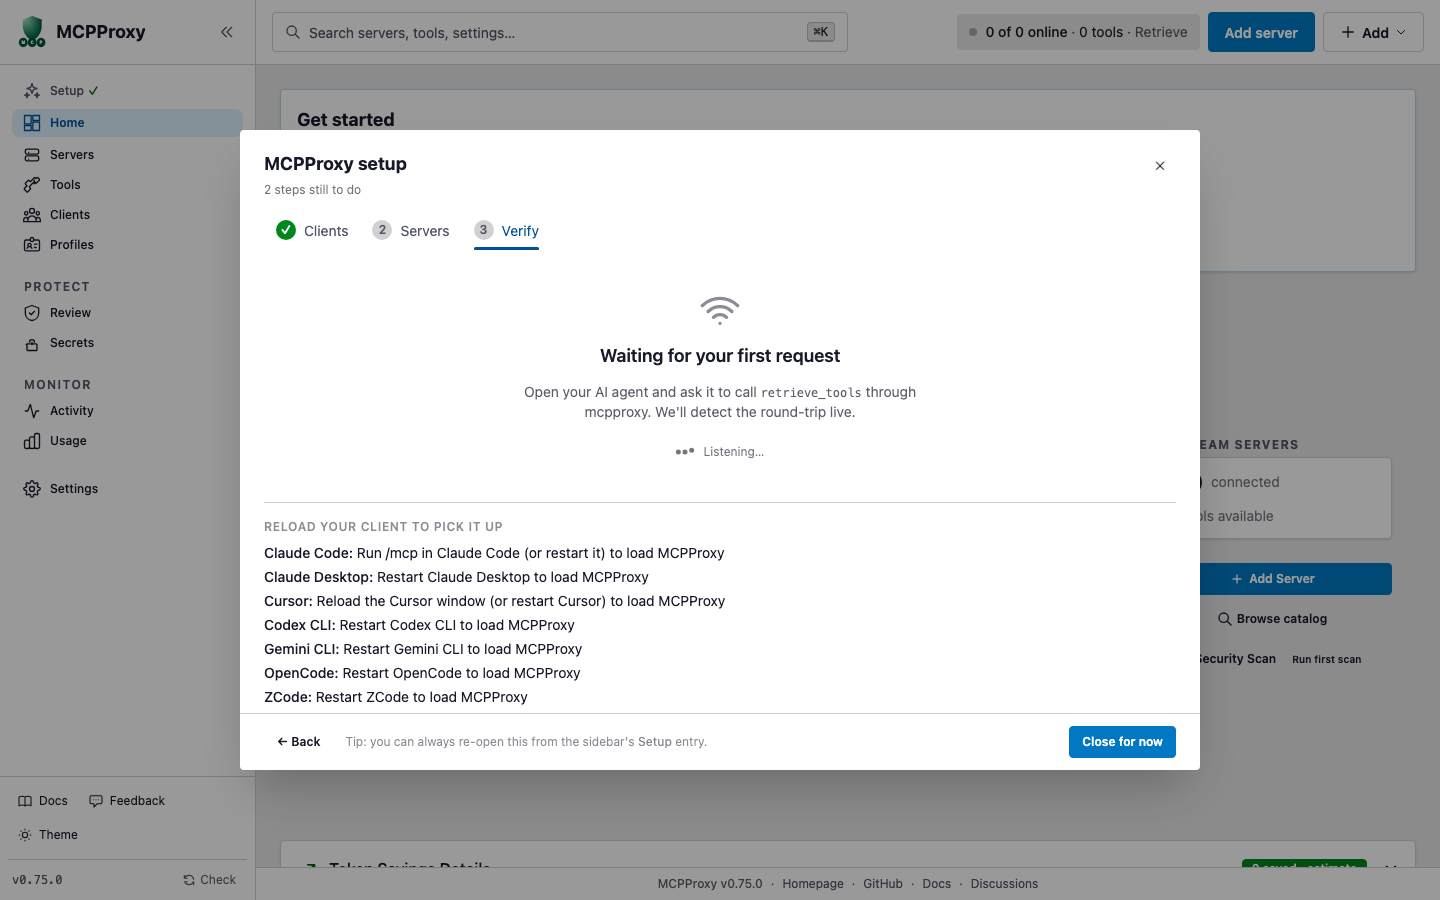 MCPProxy
Search servers, tools, settings...
⌘K
0 of 0 online · 0 tools · Retrieve
Add server
Add
Setup
Home
Servers
Tools
Clients
Profiles
PROTECT
Review
Secrets
MONITOR
Activity
Usage
Settings
Docs
Feedback
Theme
v0.75.0
Check
Get started
MCPProxy setup
2 steps still to do
Clients
2 Servers
3 Verify
Waiting for your first request
Open your AI agent and ask it to call retrieve_tools through
mcpproxy. We'll detect the round-trip live.
Listening...
RELOAD YOUR CLIENT TO PICK IT UP
Claude Code: Run /mcp in Claude Code (or restart it) to load MCPProxy
Claude Desktop: Restart Claude Desktop to load MCPProxy
Cursor: Reload the Cursor window (or restart Cursor) to load MCPProxy
Codex CLI: Restart Codex CLI to load MCPProxy
Gemini CLI: Restart Gemini CLI to load MCPProxy
OpenCode: Restart OpenCode to load MCPProxy
ZCode: Restart ZCode to load MCPProxy
← Back
Tip: you can always re-open this from the sidebar's Setup entry.
Close for now
SERVERS
connected
available
+ Add Server
Browse catalog
Security Scan
Run first scan
MCPProxy v0.75.0 · Homepage · GitHub · Docs · Discussions